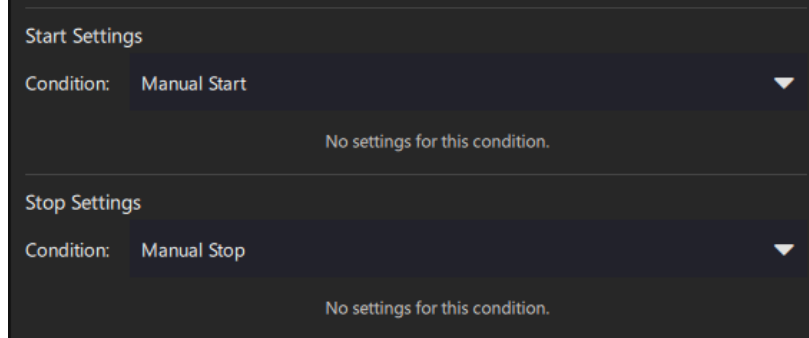 Start Settings
Condition: Manual Start
No settings for this condition.
Stop Settings
Condition: Manual Stop
No settings for this condition.